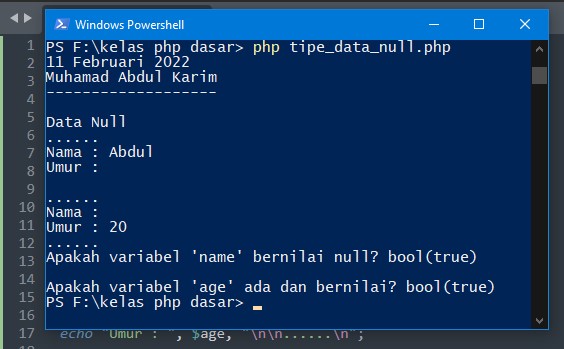 Windows Powershell
1
PS F:\kelas php dasar> php tipe_data_null.php
2
11 Februari 2022
3
Muhamad Abdul Karim
4
-------------------
5
Data Null
6
......
7
Nama : Abdul
8
Umur :
9
10
......
Nama :
11
Umur : 20
12
......
13
Apakah variabel 'name' bernilai null? bool(true)
14
Apakah variabel 'age' ada dan bernilai? bool(true)
15
PS F:\kelas php dasar>
16
17 echo "Umur : ", $age, "\n\n......\n";
18